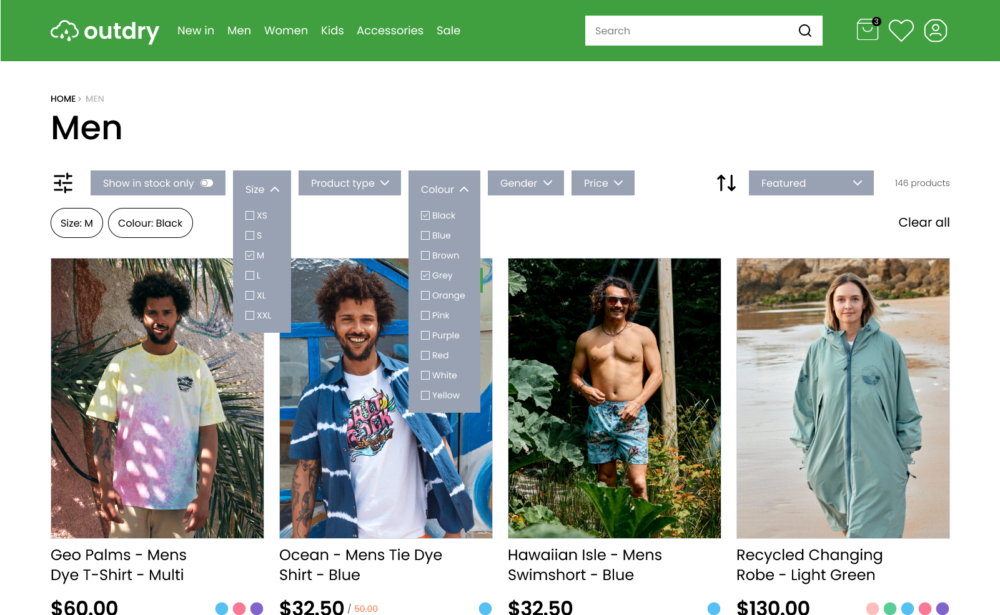 outdry
New in Men Women Kids Accessories Sale
Search
3
HOME > MEN
Men
Show in stock only
Size
Product type
Colour
Gender
Price
Featured
146 products
Size: M
Colour: Black
Clear all
XS
S
M
L
XL
XXL
Black
Blue
Brown
Grey
Orange
Pink
Purple
Red
White
Yellow
Geo Palms - Mens
Dye T-Shirt - Multi
$60.00
Ocean - Mens Tie Dye
Shirt - Blue
$32.50 / 50.00
Hawaiian Isle - Mens
Swimshort - Blue
$32.50
Recycled Changing
Robe - Light Green
$130.00